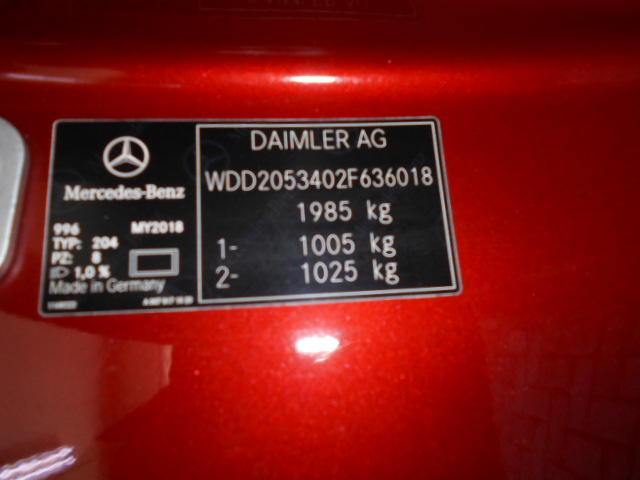 Mercedes-Benz
996 MY2018
TYP: 204
PZ: 8
1,0 %
Made in Germany
DAIMLER AG
WDD2053402F636018
1985 kg
1- 1005 kg
2- 1025 kg